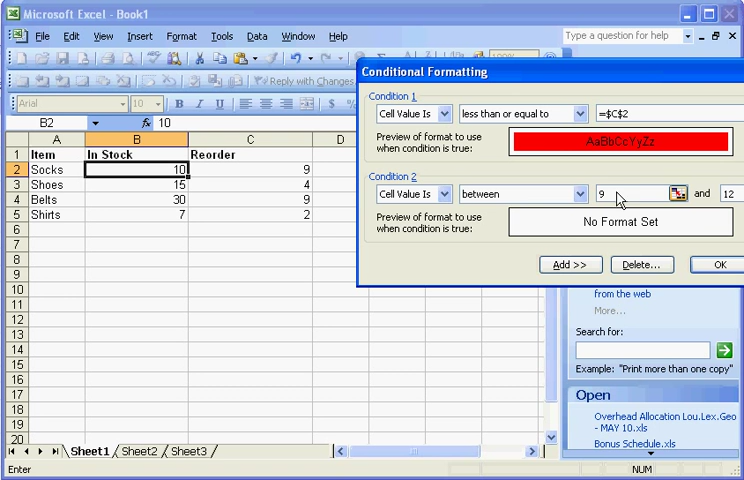 Microsoft Excel - Book1
File Edit View Insert Format Tools Data Window Help Type a question for help
100%
Reply with Changes...
Arial 10 B I U $ %
B2 fx 10
A B C D
1 Item In Stock Reorder
2 Socks 10 9
3 Shoes 15 4
4 Belts 30 9
5 Shirts 7 2
6
7
8
9
10
11
12
13
14
15
16
17
18
19
20
Conditional Formatting
Condition 1
Cell Value Is less than or equal to =$C$2
Preview of format to use
when condition is true:
AaBbCcYyZz
Condition 2
Cell Value Is between 9 and 12
Preview of format to use
when condition is true:
No Format Set
Add >> Delete... OK
from the web
More...
Search for:
Example: "Print more than one copy"
Open
Overhead Allocation Lou.Lex.Geo
- MAY 10.xls
Bonus Schedule.xls
Sheet1 Sheet2 Sheet3
Enter NUM